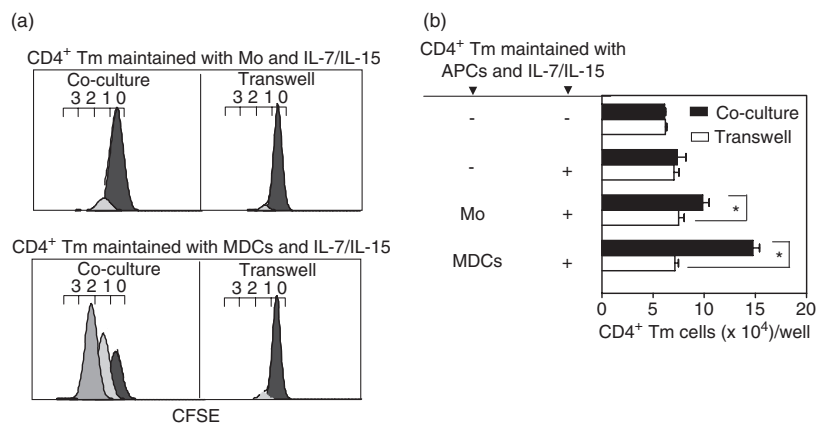 (a)
CD4+ Tm maintained with Mo and IL-7/IL-15
Co-culture
3 2 1 0
Transwell
3 2 1 0
CD4+ Tm maintained with MDCs and IL-7/IL-15
Co-culture
3 2 1 0
Transwell
3 2 1 0
CFSE
(b)
CD4+ Tm maintained with
APCs and IL-7/IL-15
- -
- +
Mo +
MDCs +
Co-culture
Transwell
*
*
0 5 10 15 20
CD4+ Tm cells (x 10^4)/well